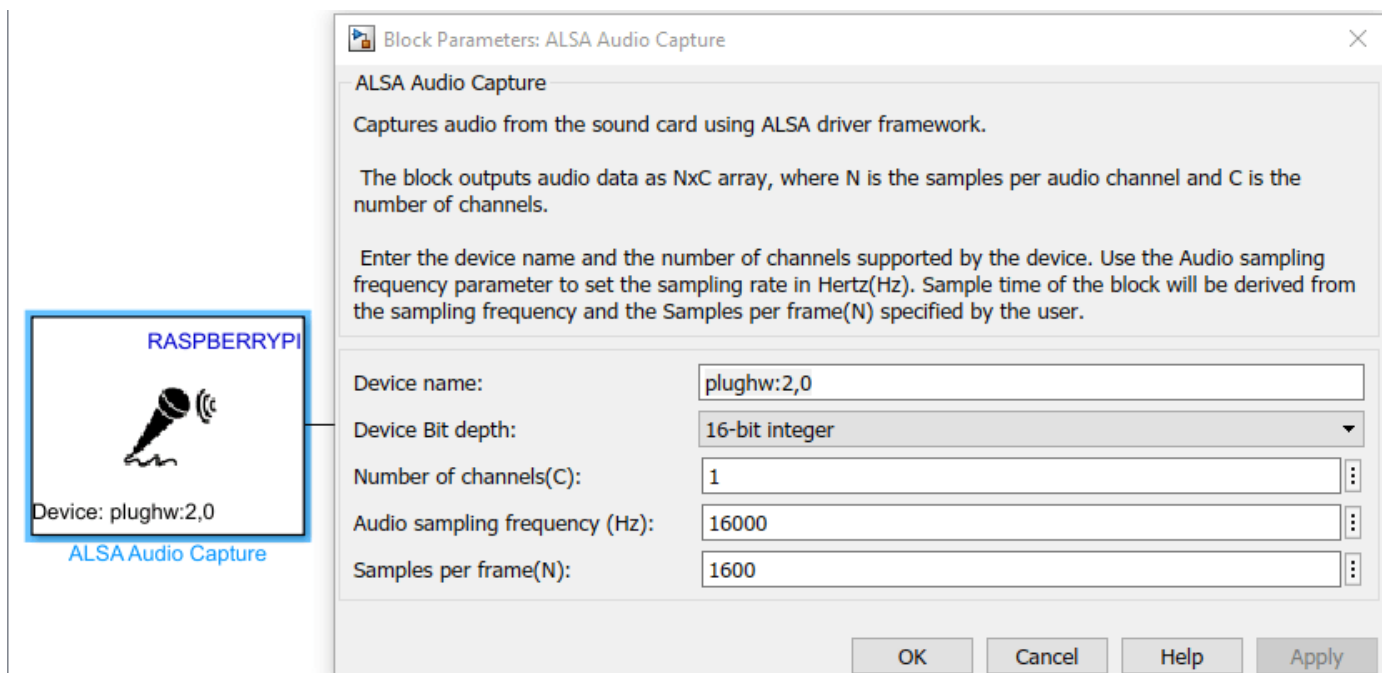 Block Parameters: ALSA Audio Capture
ALSA Audio Capture
Captures audio from the sound card using ALSA driver framework.
The block outputs audio data as NxC array, where N is the samples per audio channel and C is the
number of channels.
Enter the device name and the number of channels supported by the device. Use the Audio sampling
frequency parameter to set the sampling rate in Hertz(Hz). Sample time of the block will be derived from
the sampling frequency and the Samples per frame(N) specified by the user.
RASPBERRYPI
Device: plughw:2,0
ALSA Audio Capture
Device name: plughw:2,0
Device Bit depth: 16-bit integer
Number of channels(C): 1
Audio sampling frequency (Hz): 16000
Samples per frame(N): 1600
OK Cancel Help Apply